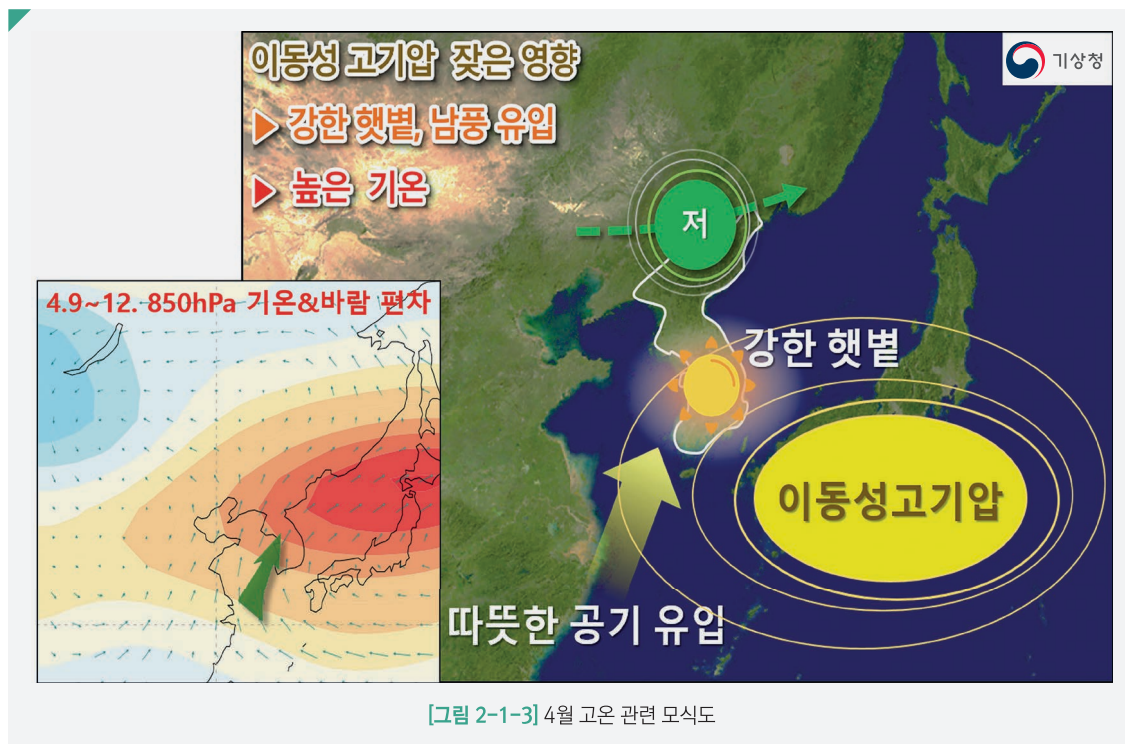 이동성 고기압 잦은 영향
▶ 강한 햇볕, 남풍 유입
▶ 높은 기온
기상청
저
4.9~12. 850hPa 기온&바람 편차
강한 햇볕
이동성고기압
따뜻한 공기 유입
[그림 2-1-3] 4월 고온 관련 모식도